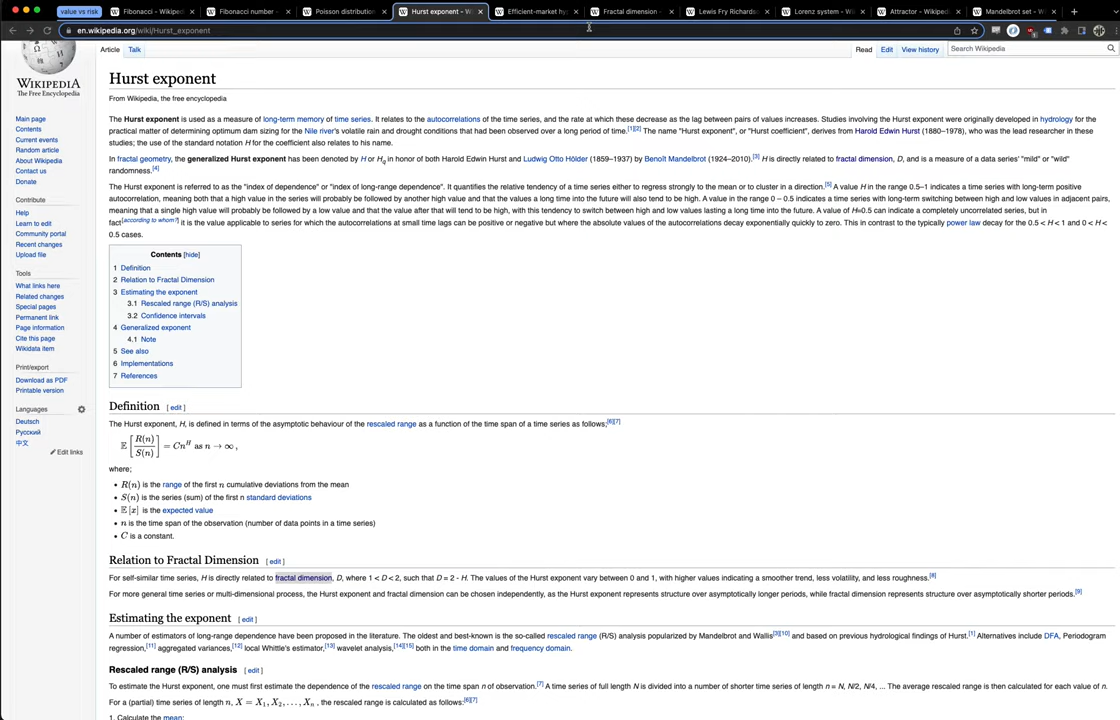 value vs risk
Fibonacci - Wikipe
Fibonacci number -
Poisson distribution
Hurst exponent - W
Efficient-market hy
Fractal dimension -
Lewis Fry Richards
Lorenz system - Wi
Attractor - Wikiped
Mandelbrot set - W
en.wikipedia.org/wiki/Hurst_exponent
WIKIPEDIA
The Free Encyclopedia
Main page
Contents
Current events
Random article
About Wikipedia
Contact us
Donate
Contribute
Help
Learn to edit
Community portal
Recent changes
Upload file
Tools
What links here
Related changes
Special pages
Permanent link
Page information
Cite this page
Wikidata item
Print/export
Download as PDF
Printable version
Languages
Deutsch
Русский
中文
Edit links
Article Talk
Read Edit View history
Search Wikipedia
Hurst exponent
From Wikipedia, the free encyclopedia
The Hurst exponent is used as a measure of long-term memory of time series. It relates to the autocorrelations of the time series, and the rate at which these decrease as the lag between pairs of values increases. Studies involving the Hurst exponent were originally developed in hydrology for the
practical matter of determining optimum dam sizing for the Nile river's volatile rain and drought conditions that had been observed over a long period of time.[1][2] The name "Hurst exponent", or "Hurst coefficient", derives from Harold Edwin Hurst (1880–1978), who was the lead researcher in these
studies; the use of the standard notation H for the coefficient also relates to his name.
In fractal geometry, the generalized Hurst exponent has been denoted by H or Hq in honor of both Harold Edwin Hurst and Ludwig Otto Hölder (1859–1937) by Benoît Mandelbrot (1924–2010).[3] H is directly related to fractal dimension, D, and is a measure of a data series' "mild" or "wild"
randomness.[4]
The Hurst exponent is referred to as the "index of dependence" or "index of long-range dependence". It quantifies the relative tendency of a time series either to regress strongly to the mean or to cluster in a direction.[5] A value H in the range 0.5–1 indicates a time series with long-term positive
autocorrelation, meaning both that a high value in the series will probably be followed by another high value and that the values a long time into the future will also tend to be high. A value in the range 0 – 0.5 indicates a time series with long-term switching between high and low values in adjacent pairs,
meaning that a single high value will probably be followed by a low value and that the value after that will tend to be high, with this tendency to switch between high and low values lasting a long time into the future. A value of H=0.5 can indicate a completely uncorrelated series, but in
fact[according to whom?] it is the value applicable to series for which the autocorrelations at small time lags can be positive or negative but where the absolute values of the autocorrelations decay exponentially quickly to zero. This in contrast to the typically power law decay for the 0.5 < H < 1 and 0 < H <
0.5 cases.
Contents [hide]
1 Definition
2 Relation to Fractal Dimension
3 Estimating the exponent
3.1 Rescaled range (R/S) analysis
3.2 Confidence intervals
4 Generalized exponent
4.1 Note
5 See also
6 Implementations
7 References
Definition [ edit ]
The Hurst exponent, H, is defined in terms of the asymptotic behaviour of the rescaled range as a function of the time span of a time series as follows;[6][7]
𝔼 [R(n)/S(n)] = Cn^H as n → ∞ ,
where;
• R(n) is the range of the first n cumulative deviations from the mean
• S(n) is the series (sum) of the first n standard deviations
• 𝔼 [x] is the expected value
• n is the time span of the observation (number of data points in a time series)
• C is a constant.
Relation to Fractal Dimension [ edit ]
For self-similar time series, H is directly related to fractal dimension, D, where 1 < D < 2, such that D = 2 - H. The values of the Hurst exponent vary between 0 and 1, with higher values indicating a smoother trend, less volatility, and less roughness.[8]
For more general time series or multi-dimensional process, the Hurst exponent and fractal dimension can be chosen independently, as the Hurst exponent represents structure over asymptotically longer periods, while fractal dimension represents structure over asymptotically shorter periods.[9]
Estimating the exponent [ edit ]
A number of estimators of long-range dependence have been proposed in the literature. The oldest and best-known is the so-called rescaled range (R/S) analysis popularized by Mandelbrot and Wallis[3][10] and based on previous hydrological findings of Hurst.[1] Alternatives include DFA, Periodogram
regression,[11] aggregated variances,[12] local Whittle's estimator,[13] wavelet analysis,[14][15] both in the time domain and frequency domain.
Rescaled range (R/S) analysis [ edit ]
To estimate the Hurst exponent, one must first estimate the dependence of the rescaled range on the time span n of observation.[7] A time series of full length N is divided into a number of shorter time series of length n = N, N/2, N/4, ... The average rescaled range is then calculated for each value of n.
For a (partial) time series of length n, X = X1, X2, . . . , Xn , the rescaled range is calculated as follows:[6][7]
1. Calculate the mean;